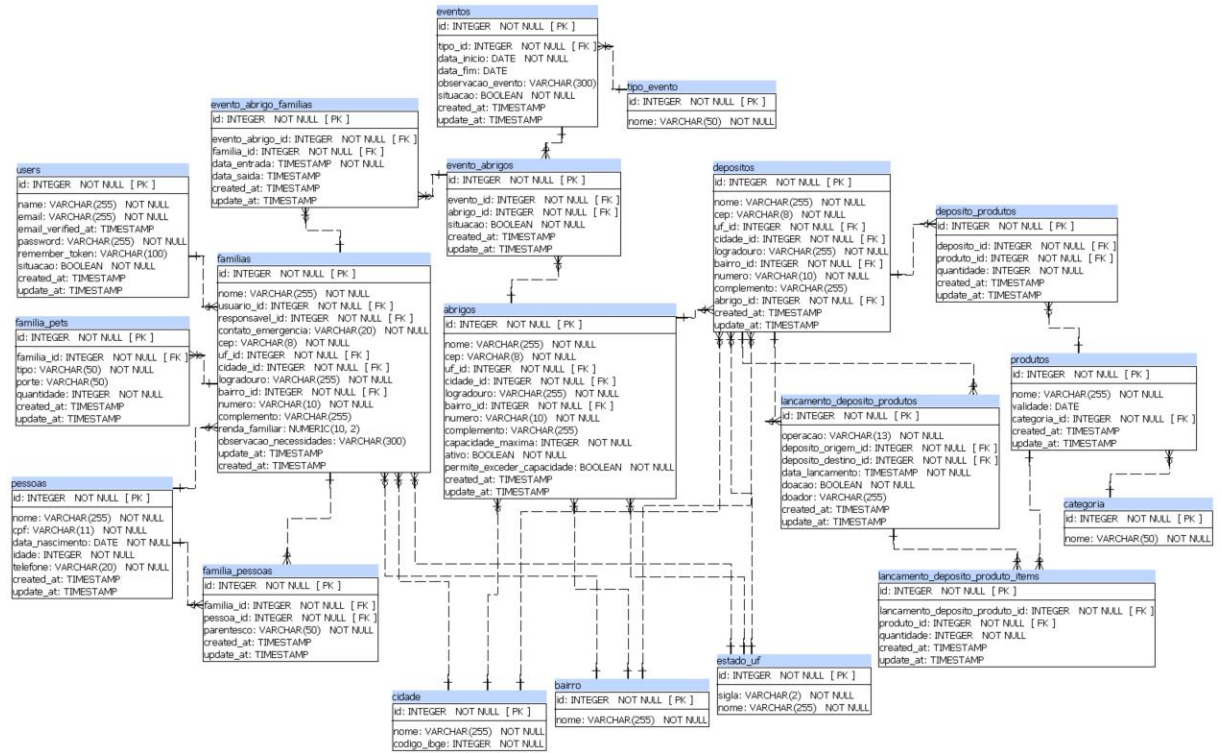 eventos
id: INTEGER NOT NULL [ PK ]
tipo_id: INTEGER NOT NULL [ FK ]
data_inicio: DATE NOT NULL
data_fim: DATE
observacao_evento: VARCHAR(300)
situacao: BOOLEAN NOT NULL
created_at: TIMESTAMP
update_at: TIMESTAMP
tipo_evento
id: INTEGER NOT NULL [ PK ]
nome: VARCHAR(50) NOT NULL
evento_abrigo_familias
id: INTEGER NOT NULL [ PK ]
evento_abrigo_id: INTEGER NOT NULL [ FK ]
familia_id: INTEGER NOT NULL [ FK ]
data_entrada: TIMESTAMP NOT NULL
data_saida: TIMESTAMP
created_at: TIMESTAMP
update_at: TIMESTAMP
evento_abrigos
id: INTEGER NOT NULL [ PK ]
evento_id: INTEGER NOT NULL [ FK ]
abrigo_id: INTEGER NOT NULL [ FK ]
situacao: BOOLEAN NOT NULL
created_at: TIMESTAMP
update_at: TIMESTAMP
users
id: INTEGER NOT NULL [ PK ]
name: VARCHAR(255) NOT NULL
email: VARCHAR(255) NOT NULL
email_verified_at: TIMESTAMP
password: VARCHAR(255) NOT NULL
remember_token: VARCHAR(100)
situacao: BOOLEAN NOT NULL
created_at: TIMESTAMP
update_at: TIMESTAMP
depositos
id: INTEGER NOT NULL [ PK ]
nome: VARCHAR(255) NOT NULL
cep: VARCHAR(8) NOT NULL
uf_id: INTEGER NOT NULL [ FK ]
cidade_id: INTEGER NOT NULL [ FK ]
logradouro: VARCHAR(255) NOT NULL
bairro_id: INTEGER NOT NULL [ FK ]
numero: VARCHAR(10) NOT NULL
complemento: VARCHAR(255)
abrigo_id: INTEGER NOT NULL [ FK ]
created_at: TIMESTAMP
update_at: TIMESTAMP
deposito_produtos
id: INTEGER NOT NULL [ PK ]
deposito_id: INTEGER NOT NULL [ FK ]
produto_id: INTEGER NOT NULL [ FK ]
quantidade: INTEGER NOT NULL
created_at: TIMESTAMP
update_at: TIMESTAMP
familias
id: INTEGER NOT NULL [ PK ]
nome: VARCHAR(255) NOT NULL
usuario_id: INTEGER NOT NULL [ FK ]
responsavel_id: INTEGER NOT NULL [ FK ]
contato_emergencia: VARCHAR(20) NOT NULL
cep: VARCHAR(8) NOT NULL
uf_id: INTEGER NOT NULL [ FK ]
cidade_id: INTEGER NOT NULL [ FK ]
logradouro: VARCHAR(255) NOT NULL
bairro_id: INTEGER NOT NULL [ FK ]
numero: VARCHAR(10) NOT NULL
complemento: VARCHAR(255)
renda_familiar: NUMERIC(10, 2)
observacao_necessidades: VARCHAR(300)
update_at: TIMESTAMP
created_at: TIMESTAMP
familia_pets
id: INTEGER NOT NULL [ PK ]
familia_id: INTEGER NOT NULL [ FK ]
tipo: VARCHAR(50) NOT NULL
porte: VARCHAR(50)
quantidade: INTEGER NOT NULL
created_at: TIMESTAMP
update_at: TIMESTAMP
abrigos
id: INTEGER NOT NULL [ PK ]
nome: VARCHAR(255) NOT NULL
cep: VARCHAR(8) NOT NULL
uf_id: INTEGER NOT NULL [ FK ]
cidade_id: INTEGER NOT NULL [ FK ]
logradouro: VARCHAR(255) NOT NULL
bairro_id: INTEGER NOT NULL [ FK ]
numero: VARCHAR(10) NOT NULL
complemento: VARCHAR(255)
capacidade_maxima: INTEGER NOT NULL
ativo: BOOLEAN NOT NULL
permite_exceder_capacidade: BOOLEAN NOT NULL
created_at: TIMESTAMP
update_at: TIMESTAMP
produtos
id: INTEGER NOT NULL [ PK ]
nome: VARCHAR(255) NOT NULL
validade: DATE
categoria_id: INTEGER NOT NULL [ FK ]
created_at: TIMESTAMP
update_at: TIMESTAMP
lancamento_deposito_produtos
id: INTEGER NOT NULL [ PK ]
operacao: VARCHAR(13) NOT NULL
deposito_origem_id: INTEGER NOT NULL [ FK ]
deposito_destino_id: INTEGER NOT NULL [ FK ]
data_lancamento: TIMESTAMP NOT NULL
doacao: BOOLEAN NOT NULL
doador: VARCHAR(255)
created_at: TIMESTAMP
update_at: TIMESTAMP
pessoas
id: INTEGER NOT NULL [ PK ]
nome: VARCHAR(255) NOT NULL
cpf: VARCHAR(11) NOT NULL
data_nascimento: DATE NOT NULL
idade: INTEGER NOT NULL
telefone: VARCHAR(20) NOT NULL
created_at: TIMESTAMP
update_at: TIMESTAMP
categoria
id: INTEGER NOT NULL [ PK ]
nome: VARCHAR(50) NOT NULL
familia_pessoas
id: INTEGER NOT NULL [ PK ]
familia_id: INTEGER NOT NULL [ FK ]
pessoa_id: INTEGER NOT NULL [ FK ]
parentesco: VARCHAR(50) NOT NULL
created_at: TIMESTAMP
update_at: TIMESTAMP
lancamento_deposito_produto_items
id: INTEGER NOT NULL [ PK ]
lancamento_deposito_produto_id: INTEGER NOT NULL [ FK ]
produto_id: INTEGER NOT NULL [ FK ]
quantidade: INTEGER NOT NULL
created_at: TIMESTAMP
update_at: TIMESTAMP
cidade
id: INTEGER NOT NULL [ PK ]
nome: VARCHAR(255) NOT NULL
codigo_ibge: INTEGER NOT NULL
bairro
id: INTEGER NOT NULL [ PK ]
nome: VARCHAR(255) NOT NULL
estado_uf
id: INTEGER NOT NULL [ PK ]
sigla: VARCHAR(2) NOT NULL
nome: VARCHAR(255) NOT NULL